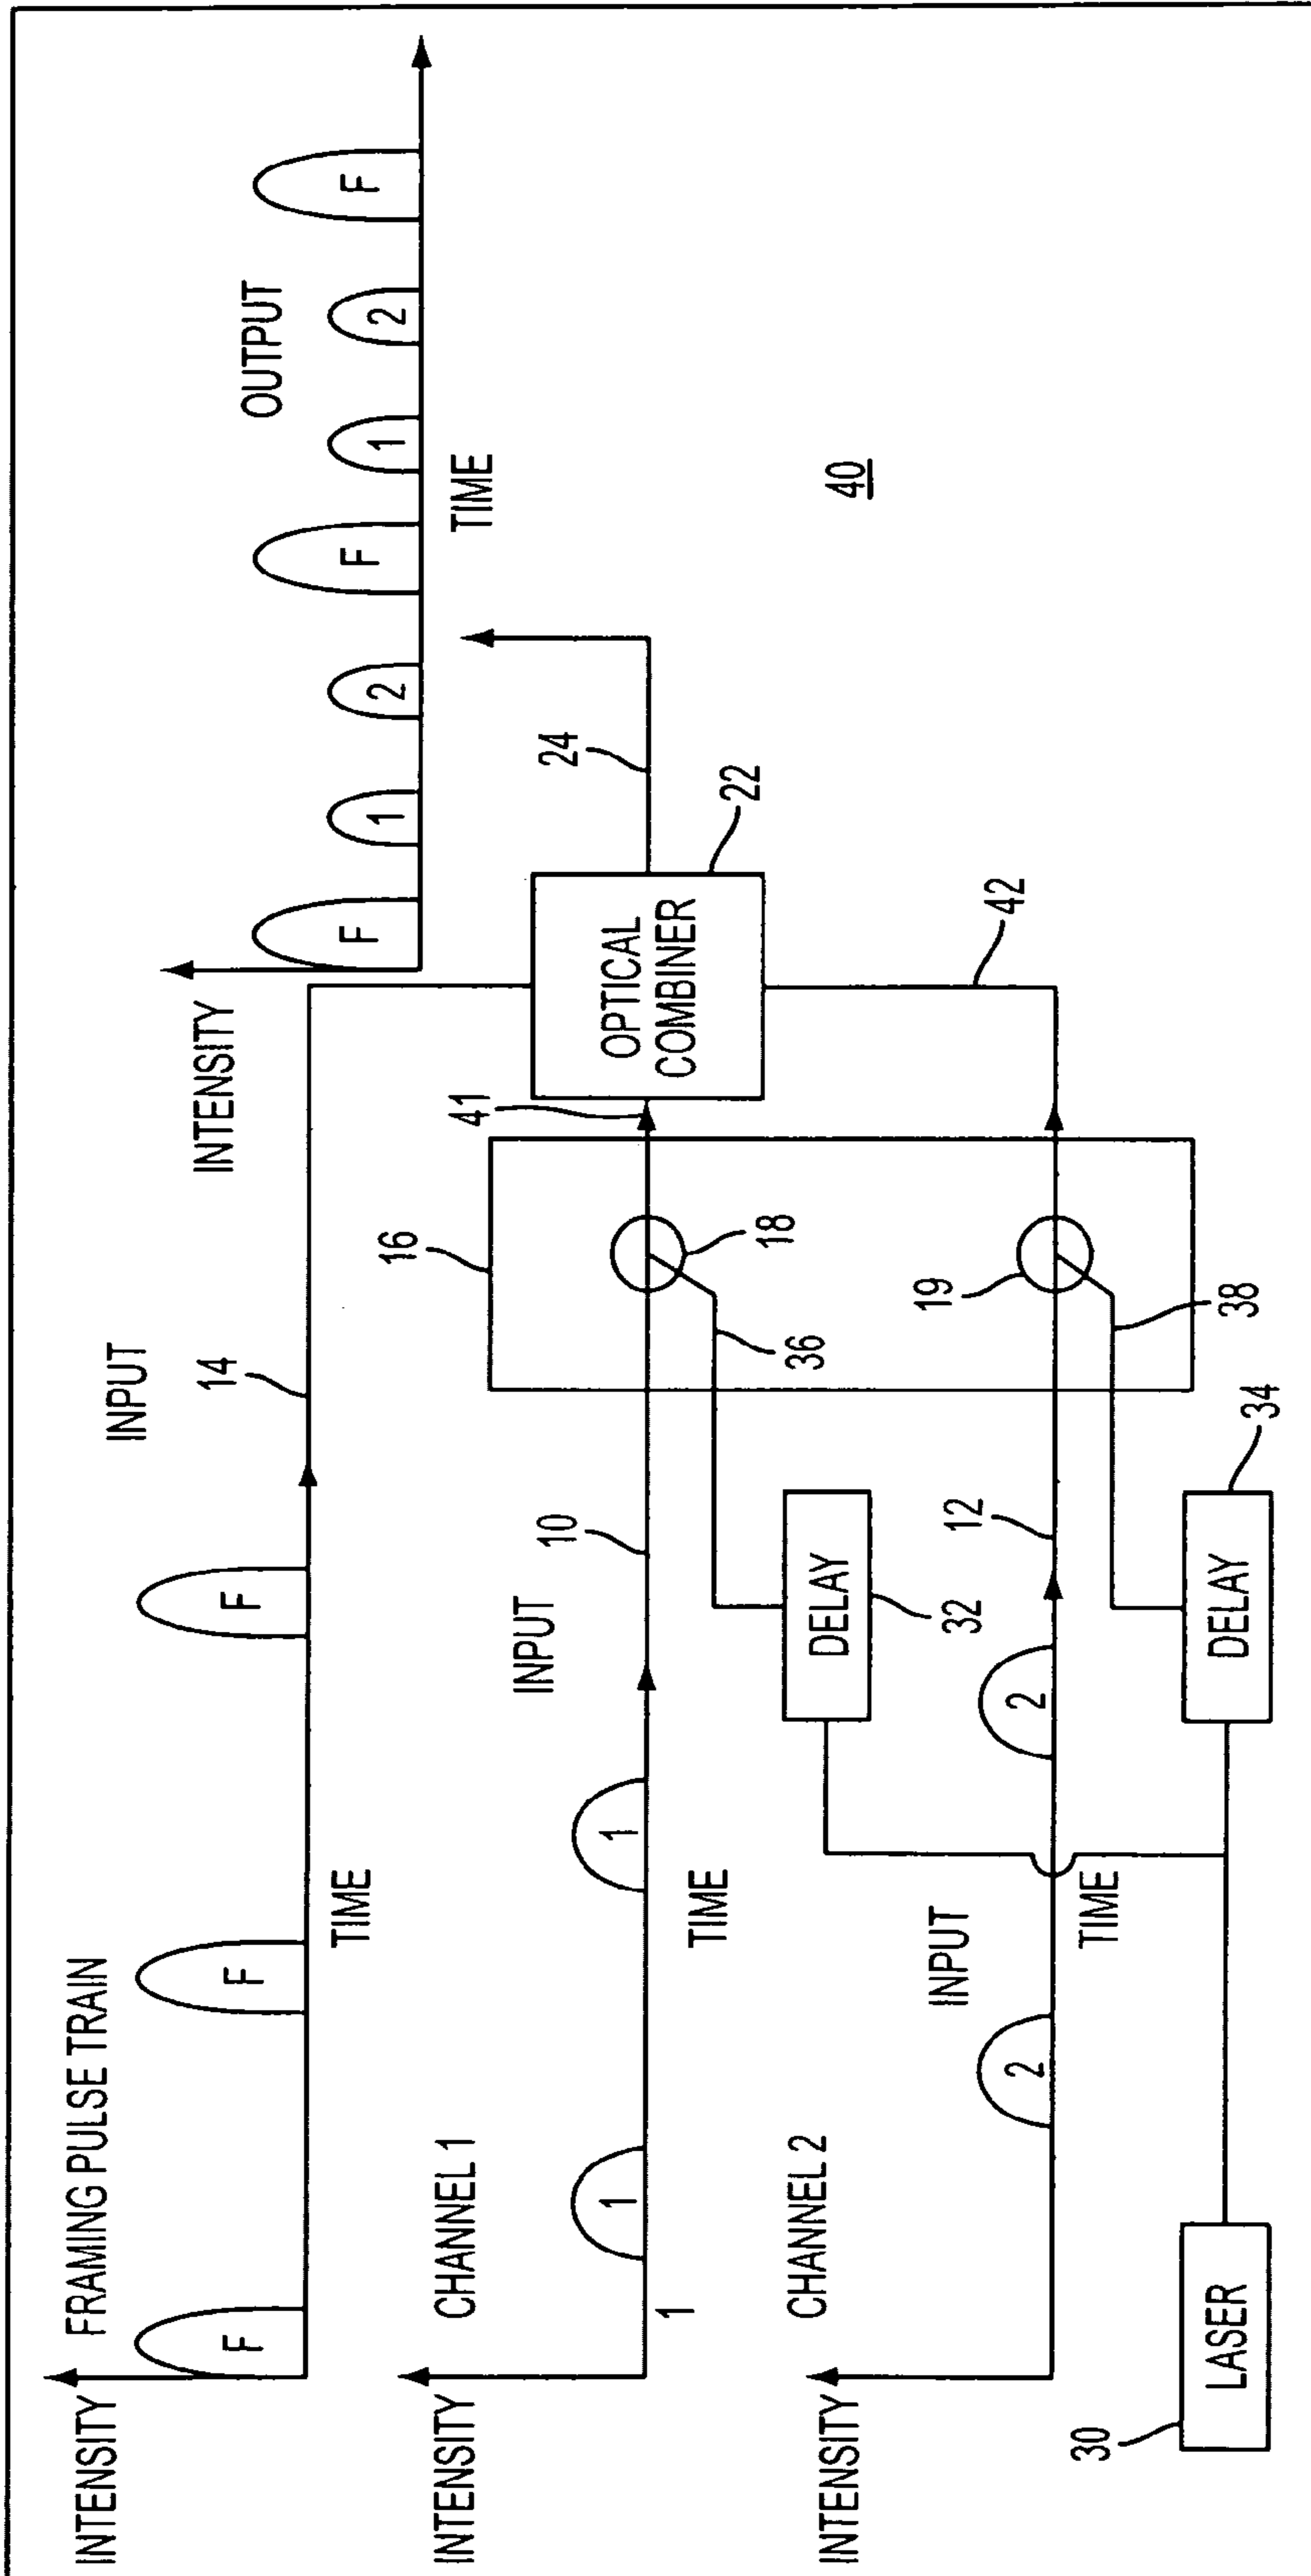 FRAMING PULSE TRAIN
INTENSITY
F
F
F
TIME
INPUT
14
INTENSITY
OUTPUT
F
1
2
F
1
2
F
TIME
CHANNEL 1
INTENSITY
1
1
1
TIME
INPUT
10
16
18
36
41
OPTICAL
COMBINER
22
24
40
CHANNEL 2
INTENSITY
2
2
INPUT
TIME
12
19
38
42
DELAY
32
DELAY
34
LASER
30